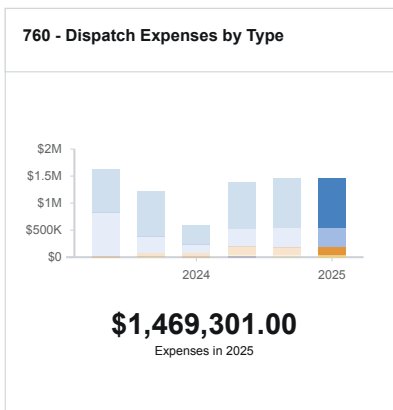 760 - Dispatch Expenses by Type
$2M
$1.5M
$1M
$500K
$0
2024
2025
$1,469,301.00
Expenses in 2025